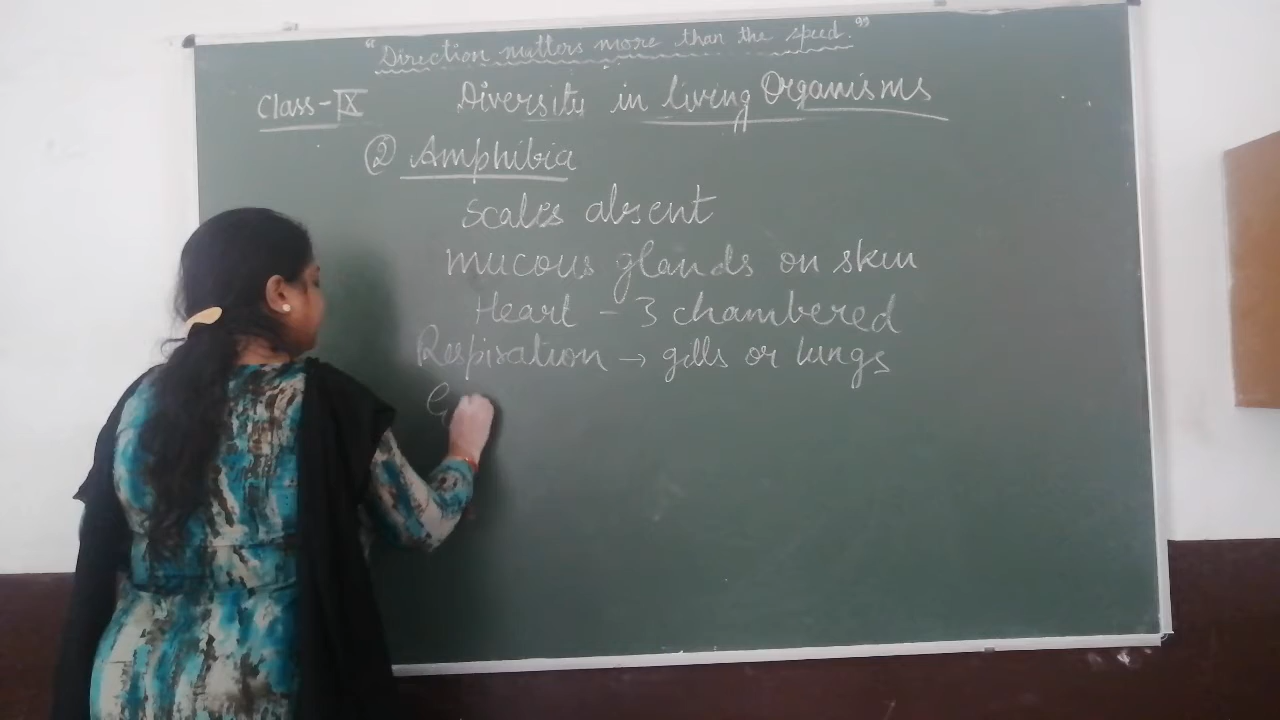 "Direction matters more than the speed."
Class-IX
Diversity in living Organisms
② Amphibia
Scales absent
Mucous glands on skin
Heart - 3 chambered
Respiration → gills or lungs